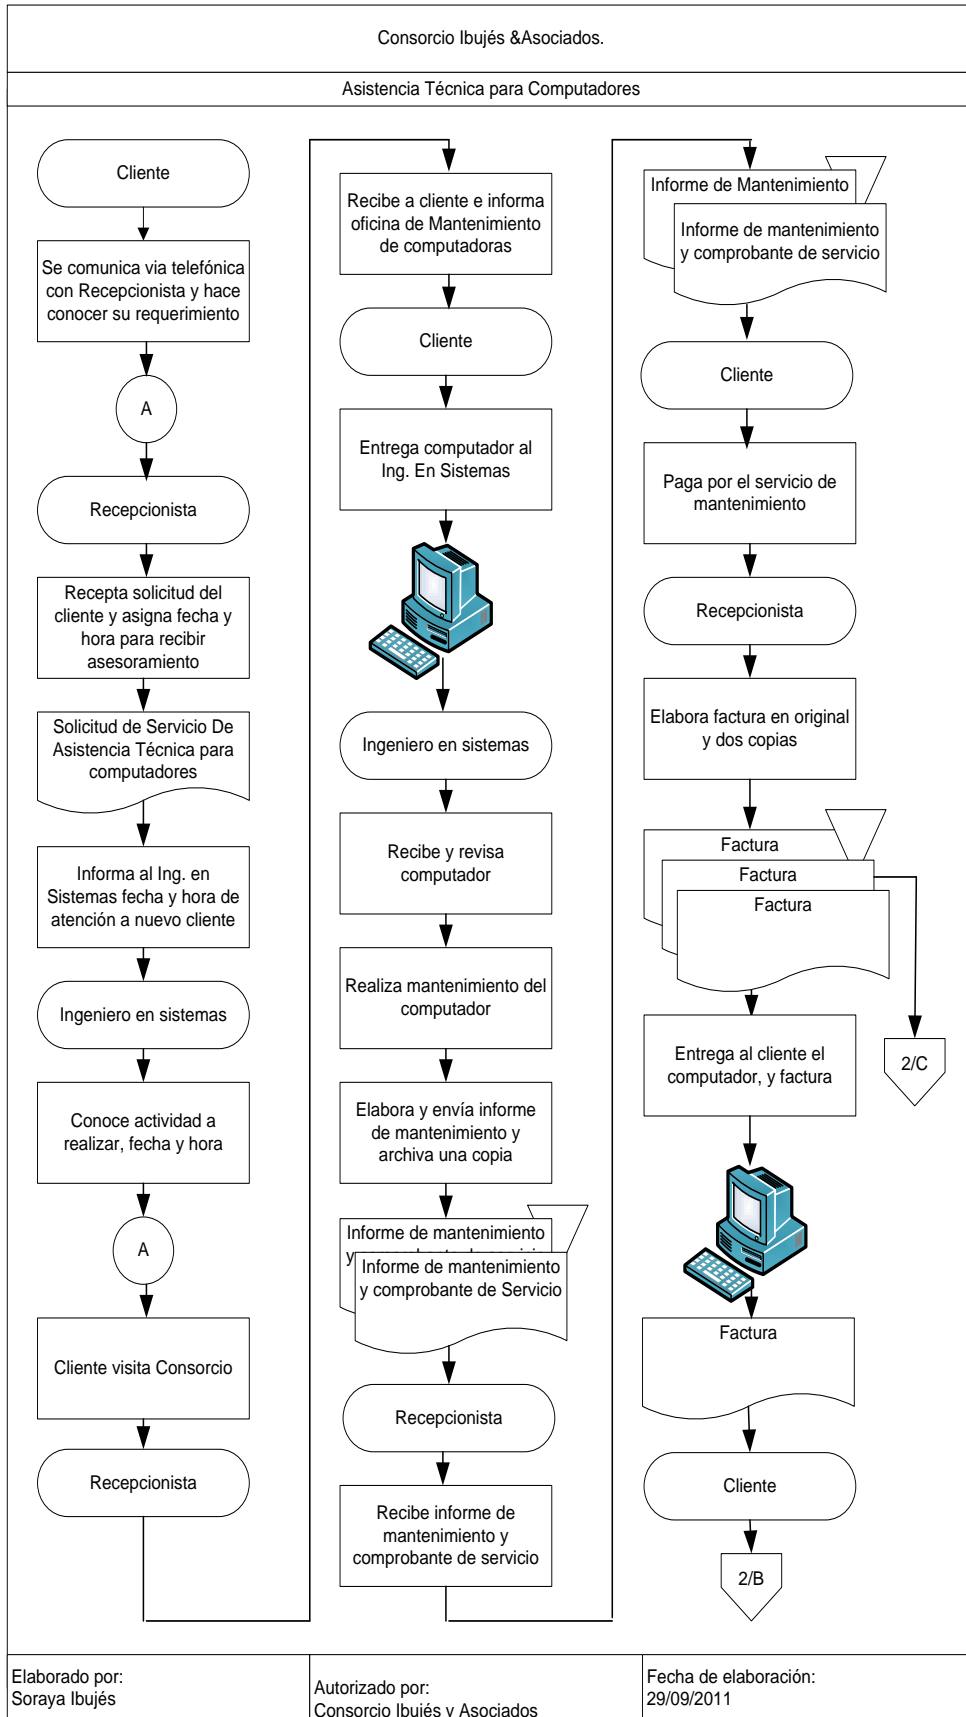 Consorcio Ibujés &Asociados.
Asistencia Técnica para Computadores
Cliente
Se comunica via telefónica
con Recepcionista y hace
conocer su requerimiento
A
Recepcionista
Recepta solicitud del
cliente y asigna fecha y
hora para recibir
asesoramiento
Solicitud de Servicio De
Asistencia Técnica para
computadores
Informa al Ing. en
Sistemas fecha y hora de
atención a nuevo cliente
Ingeniero en sistemas
Conoce actividad a
realizar, fecha y hora
A
Cliente visita Consorcio
Recepcionista
Recibe a cliente e informa
oficina de Mantenimiento
de computadoras
Cliente
Entrega computador al
Ing. En Sistemas
Ingeniero en sistemas
Recibe y revisa
computador
Realiza mantenimiento del
computador
Elabora y envía informe
de mantenimiento y
archiva una copia
Informe de mantenimiento
y
Informe de mantenimiento
y comprobante de Servicio
Recepcionista
Recibe informe de
mantenimiento y
comprobante de servicio
Informe de Mantenimiento
Informe de mantenimiento
y comprobante de servicio
Cliente
Paga por el servicio de
mantenimiento
Recepcionista
Elabora factura en original
y dos copias
Factura
Factura
Factura
2/C
Entrega al cliente el
computador, y factura
Factura
Cliente
2/B
Elaborado por:
Soraya Ibujés
Autorizado por:
Consorcio Ibujés y Asociados
Fecha de elaboración:
29/09/2011